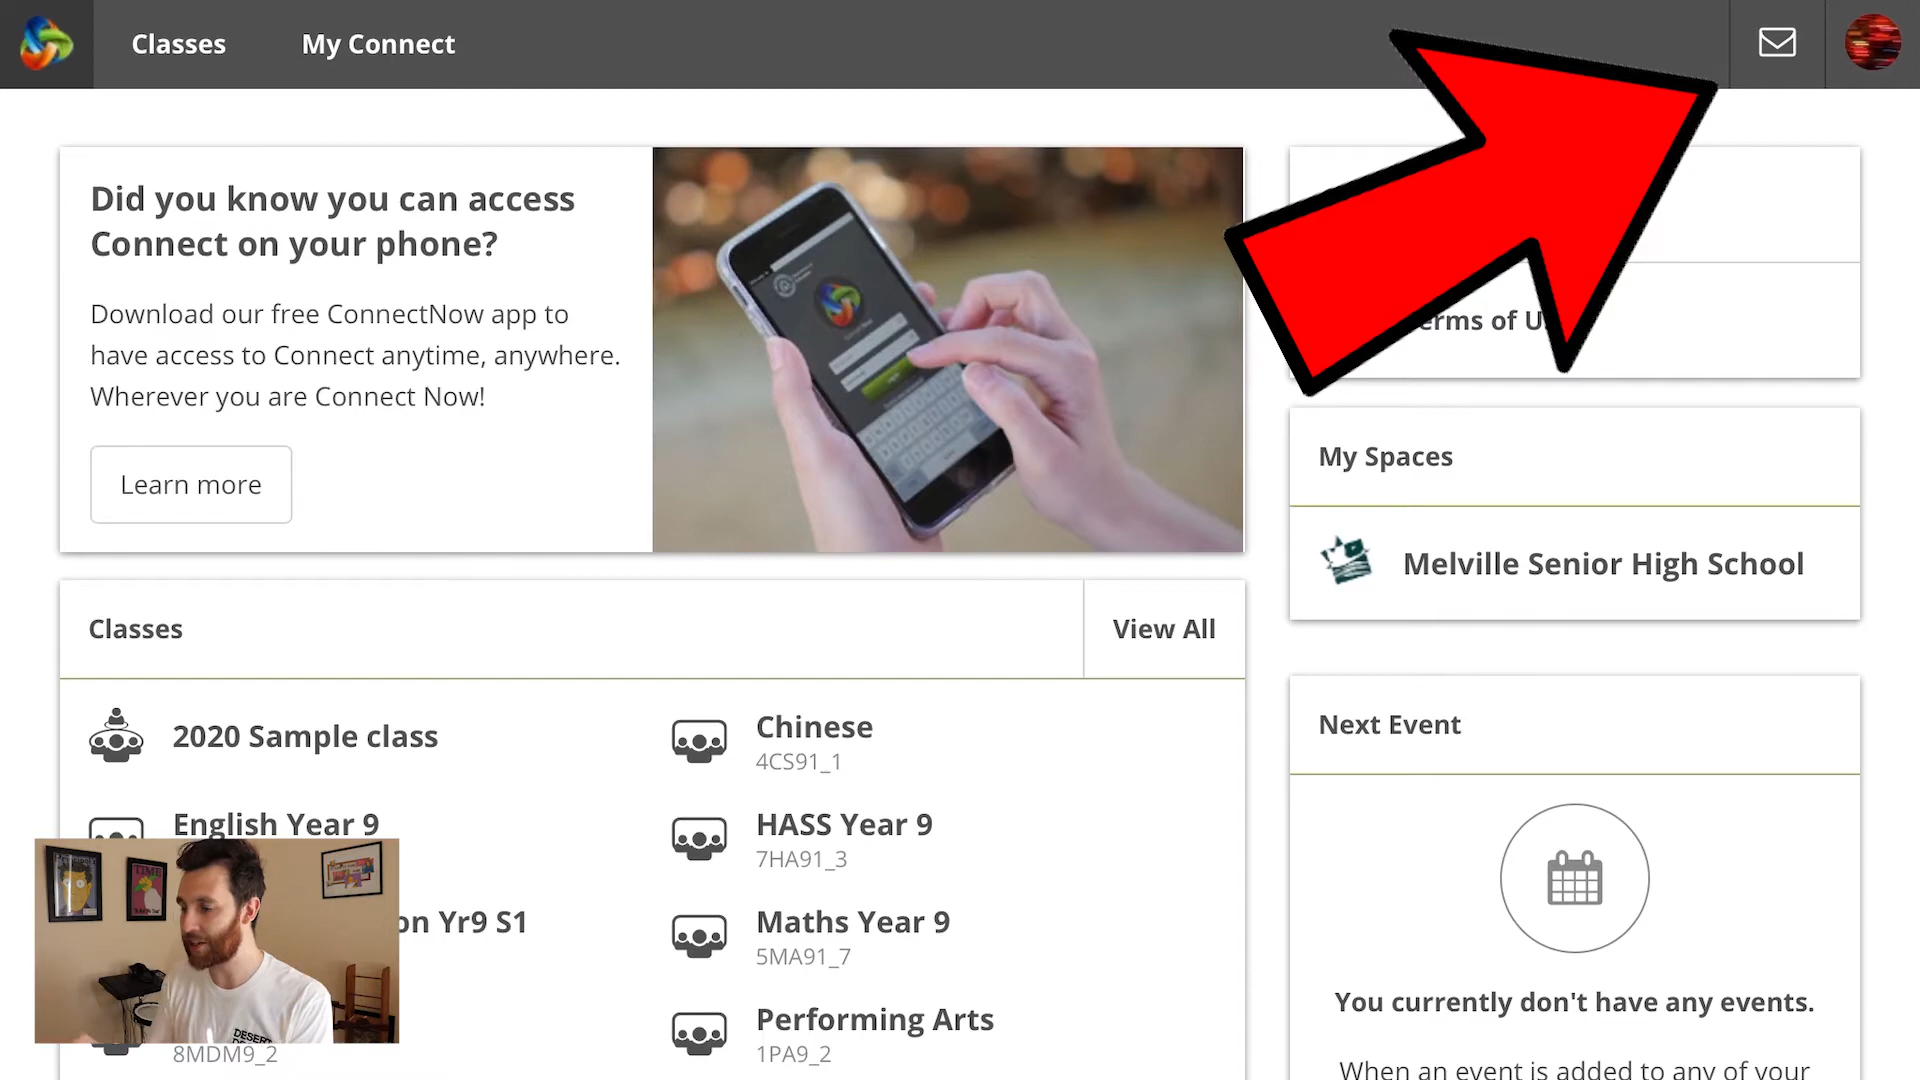 Classes
My Connect
Did you know you can access
Connect on your phone?
Download our free ConnectNow app to
have access to Connect anytime, anywhere.
Wherever you are Connect Now!
Learn more
erms of U
My Spaces
Melville Senior High School
Classes
View All
2020 Sample class
Chinese
4CS91_1
English Year 9
HASS Year 9
7HA91_3
on Yr9 S1
Maths Year 9
5MA91_7
Performing Arts
1PA9_2
8MDM9_2
TIME
DESERT
Next Event
You currently don't have any events.
When an event is added to any of your